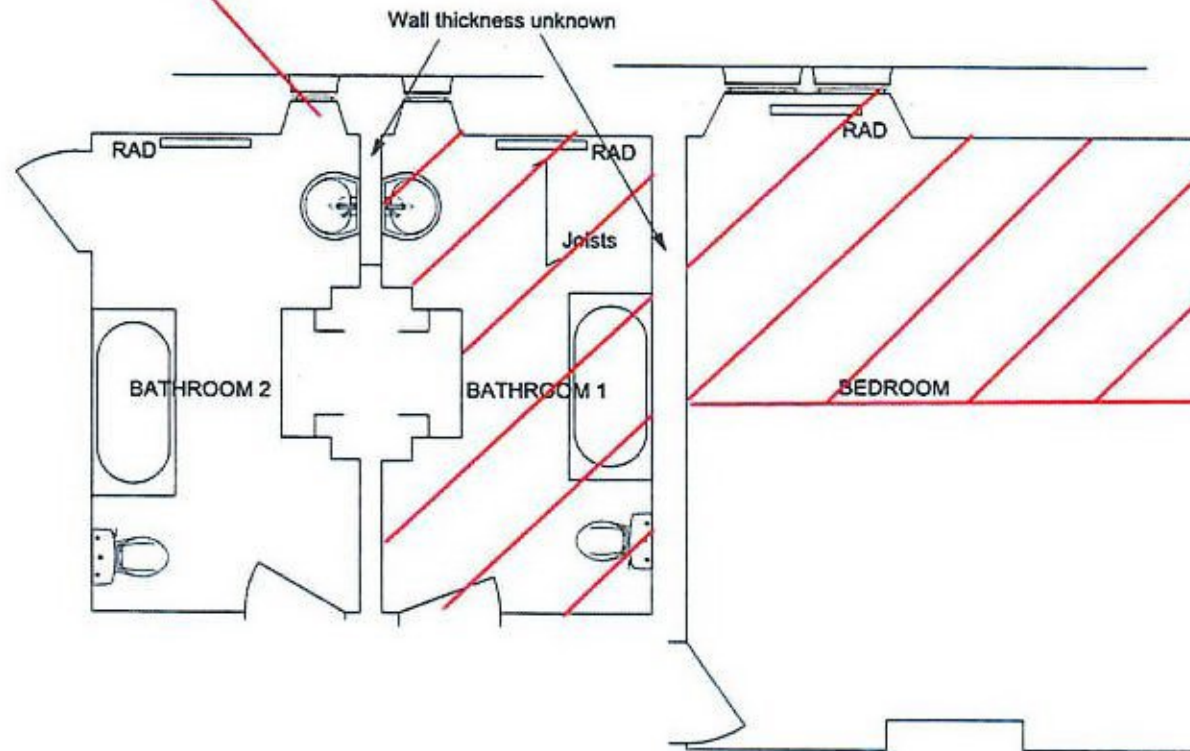 Wall thickness unknown
RAD
RAD
RAD
Joists
BATHROOM 2
BATHROOM 1
BEDROOM